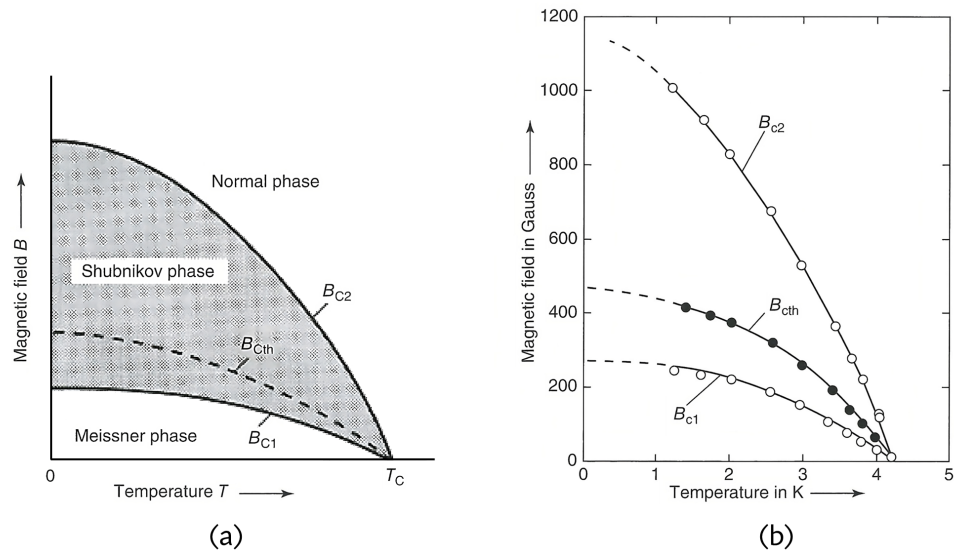 Magnetic field B
Normal phase
Shubnikov phase
B_C2
B_Cth
B_C1
Meissner phase
0
T_C
Temperature T
(a)
Magnetic field in Gauss
1200
1000
800
600
400
200
0
B_c2
B_cth
B_c1
0
1
2
3
4
5
Temperature in K
(b)